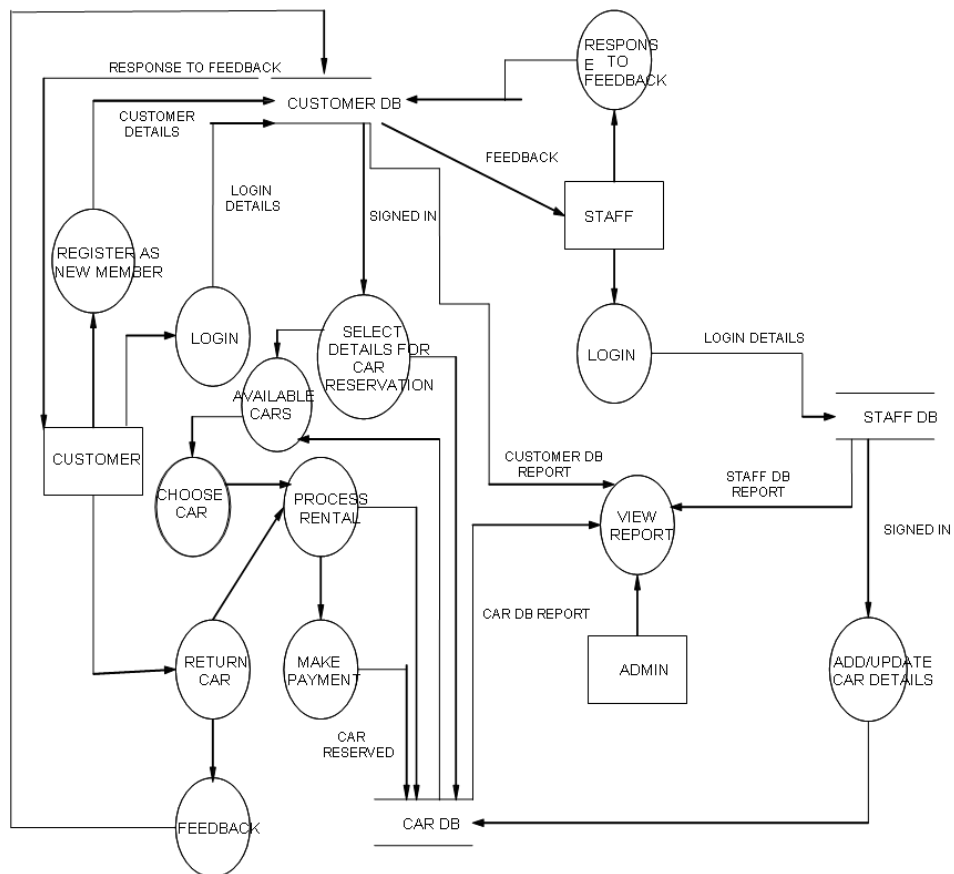 RESPONS
E TO
FEEDBACK
RESPONSE TO FEEDBACK
CUSTOMER DB
CUSTOMER
DETAILS
FEEDBACK
LOGIN
DETAILS
SIGNED IN
STAFF
REGISTER AS
NEW MEMBER
LOGIN
SELECT
DETAILS FOR
CAR
RESERVATION
LOGIN
LOGIN DETAILS
AVAILABLE
CARS
STAFF DB
CUSTOMER
CUSTOMER DB
REPORT
STAFF DB
REPORT
CHOOSE
CAR
PROCESS
RENTAL
VIEW
REPORT
SIGNED IN
CAR DB REPORT
RETURN
CAR
MAKE
PAYMENT
ADMIN
ADD/UPDATE
CAR DETAILS
CAR
RESERVED
FEEDBACK
CAR DB